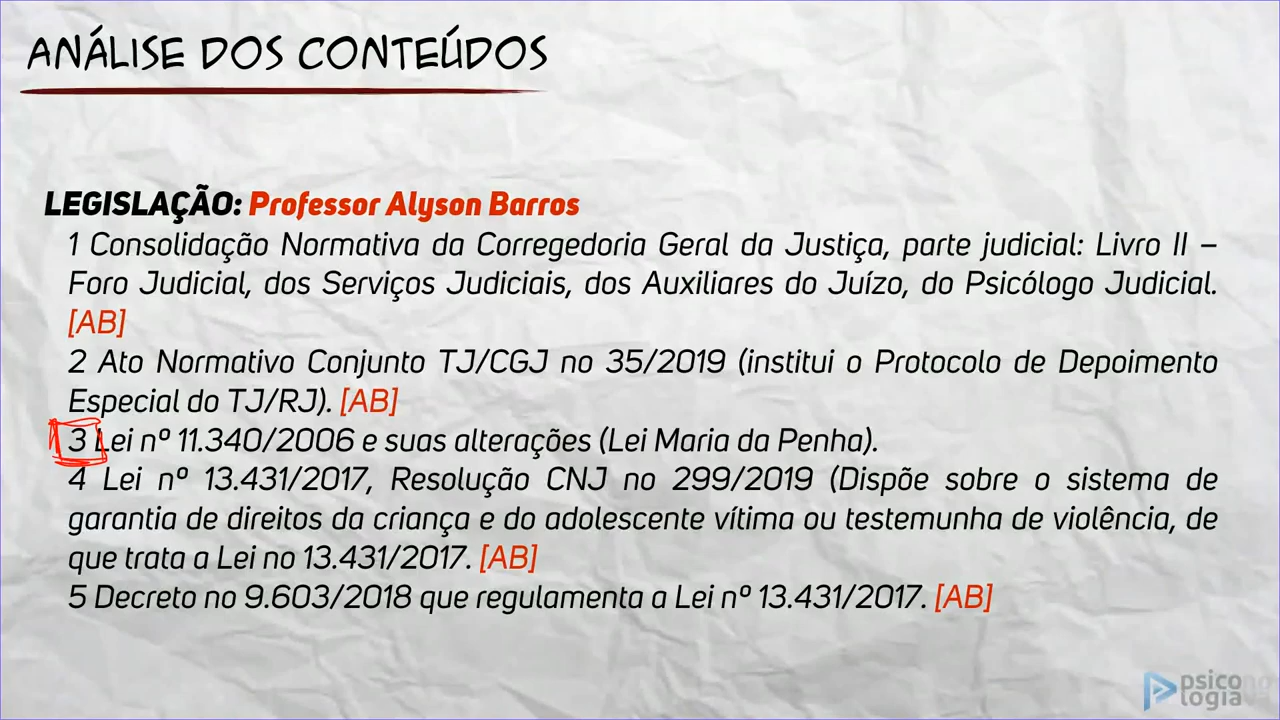 ANÁLISE DOS CONTEÚDOS
LEGISLAÇÃO: Professor Alyson Barros
1 Consolidação Normativa da Corregedoria Geral da Justiça, parte judicial: Livro II –
Foro Judicial, dos Serviços Judiciais, dos Auxiliares do Juízo, do Psicólogo Judicial.
[AB]
2 Ato Normativo Conjunto TJ/CGJ no 35/2019 (institui o Protocolo de Depoimento
Especial do TJ/RJ). [AB]
3 Lei nº 11.340/2006 e suas alterações (Lei Maria da Penha).
4 Lei nº 13.431/2017, Resolução CNJ no 299/2019 (Dispõe sobre o sistema de
garantia de direitos da criança e do adolescente vítima ou testemunha de violência, de
que trata a Lei no 13.431/2017. [AB]
5 Decreto no 9.603/2018 que regulamenta a Lei nº 13.431/2017. [AB]
psico
logia